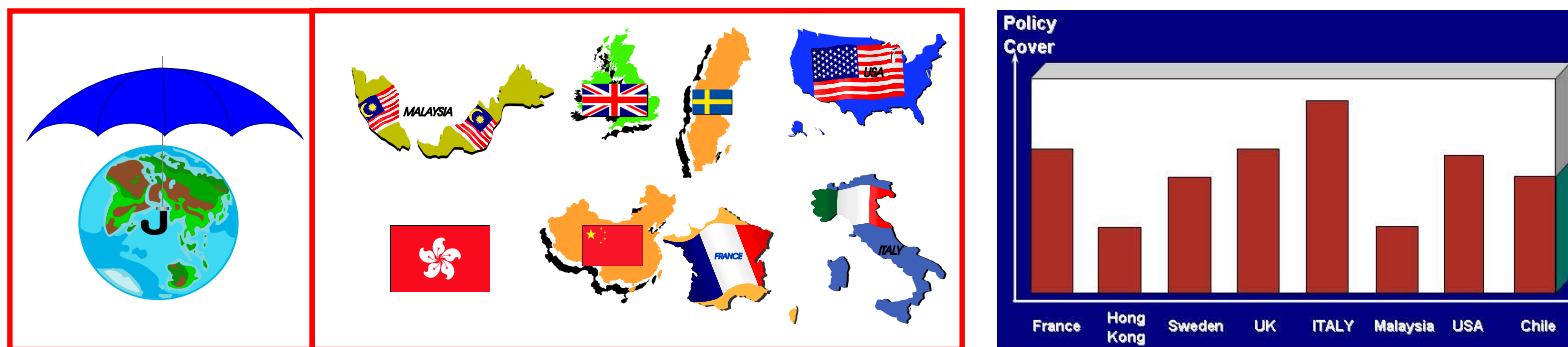 J
MALAYSIA
USA
FRANCE
ITALY
Policy
Cover
France
Hong
Kong
Sweden
UK
ITALY
Malaysia
USA
Chile